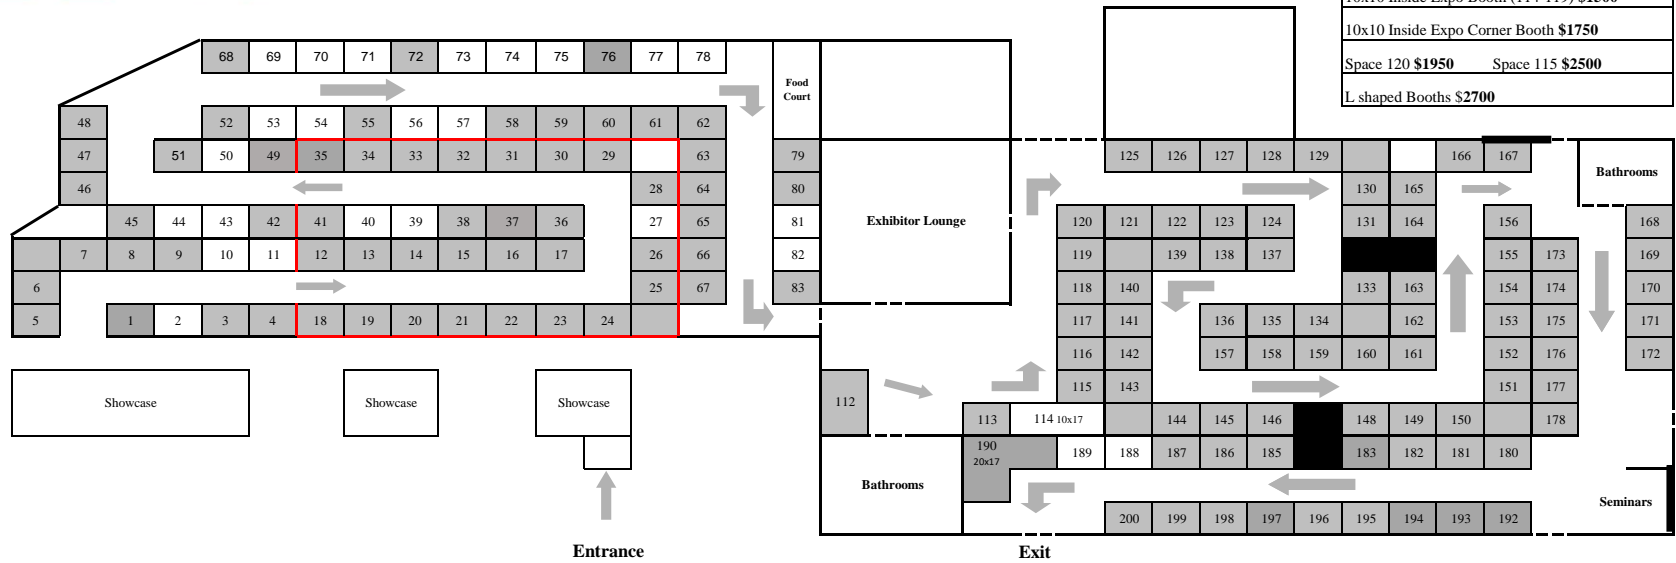 10x10 Inside Expo Booth (114-119) $1500
10x10 Inside Expo Corner Booth $1750
Space 120 $1950 Space 115 $2500
L shaped Booths $2700
68 69 70 71 72 73 74 75 76 77 78
Food
Court
48 52 53 54 55 56 57 58 59 60 61 62
47 51 50 49 35 34 33 32 31 30 29 63 79 125 126 127 128 129 166 167
Bathrooms
46 28 64 80 130 165
45 44 43 42 41 40 39 38 37 36 27 65 81 Exhibitor Lounge 120 121 122 123 124 131 164 156 168
7 8 9 10 11 12 13 14 15 16 17 26 66 82 119 139 138 137 155 173 169
6 25 67 83 118 140 133 163 154 174 170
5 1 2 3 4 18 19 20 21 22 23 24 117 141 136 135 134 162 153 175 171
116 142 157 158 159 160 161 152 176 172
115 143 151 177
Showcase Showcase Showcase 112
113 114 10x17 144 145 146 148 149 150 178
190 189 188 187 186 185 183 182 181 180
20x17
Bathrooms
Seminars
200 199 198 197 196 195 194 193 192
Entrance Exit